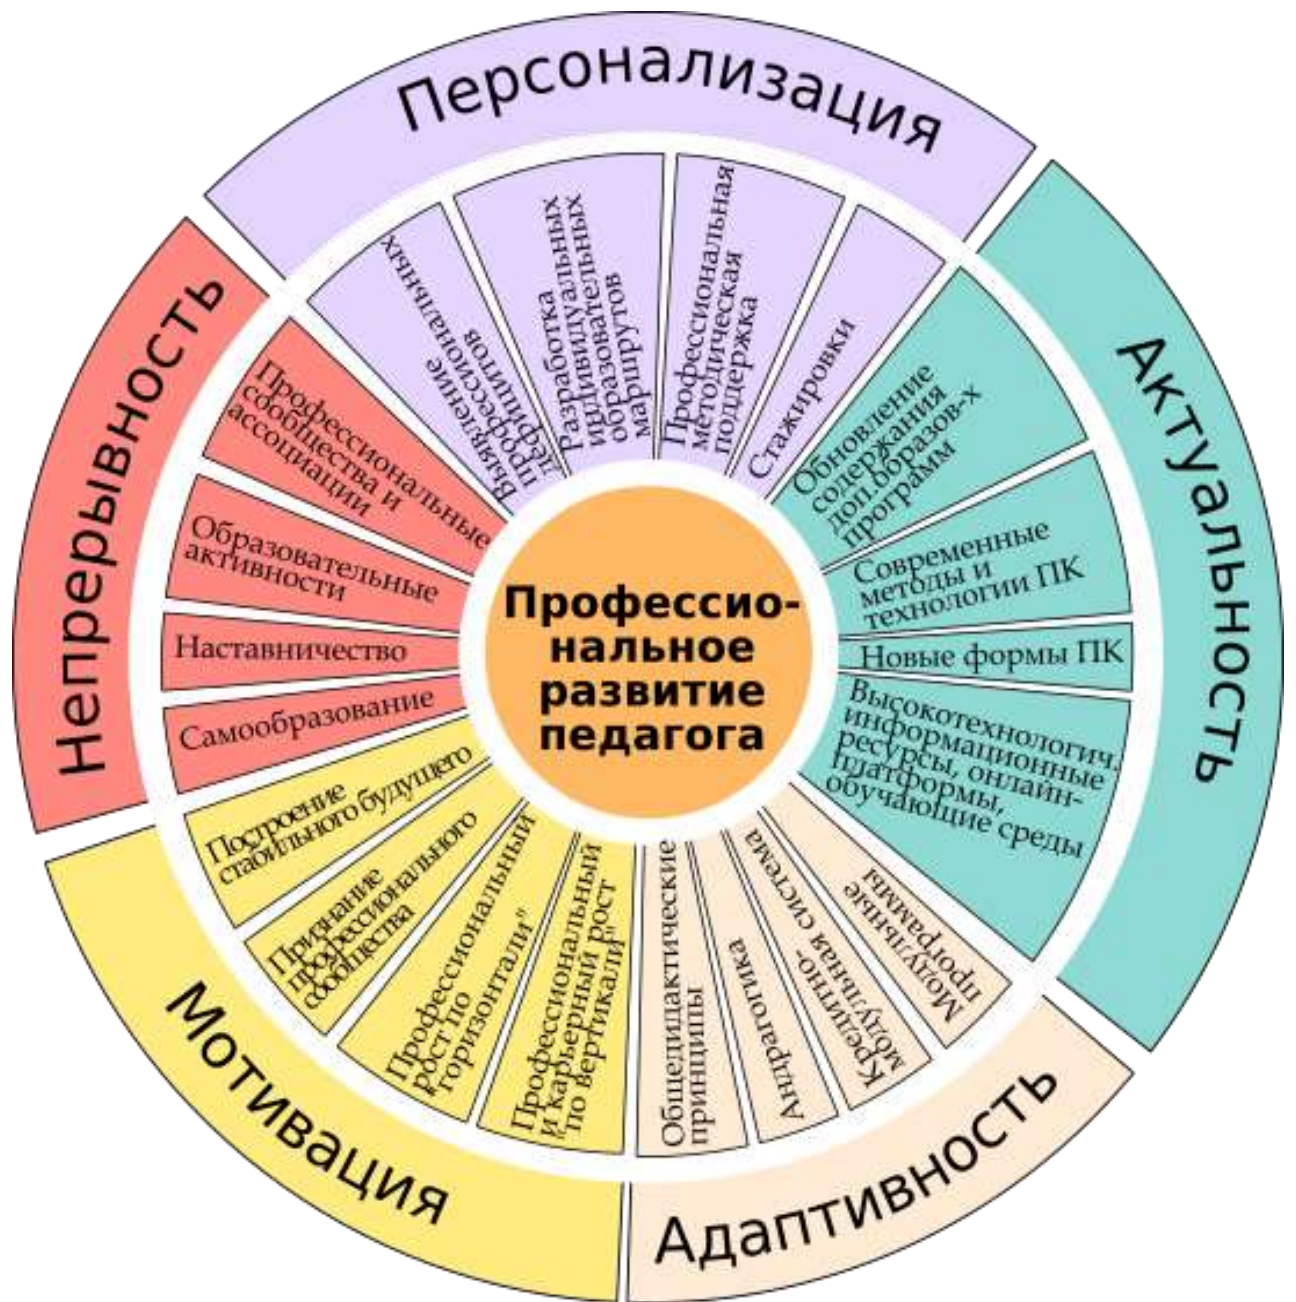 Персонализация
Выявление
профессиональных
дефицитов
Разработка
индивидуальных
образовательных
маршрутов
Профессиональная
методическая
поддержка
Стажировки
Актуальность
Обновление
содержания
доп.образов-х
программ
Современные
методы и
технологии ПК
Новые формы ПК
Высокотехнологич.
информационные
ресурсы, онлайн-
платформы,
обучающие среды
Адаптивность
Модульные
программы
Кредитно-
модульная система
Андрагогика
Общедидактические
принципы
Мотивация
Профессиональный
и карьерный рост
"по вертикали"
Профессиональный
рост по
"горизонтали"
Признание
профессионального
сообщества
Построение
стабильного будущего
Непрерывность
Самообразование
Наставничество
Образовательные
активности
Профессиональные
сообщества и
ассоциации
Профессио-
нальное
развитие
педагога